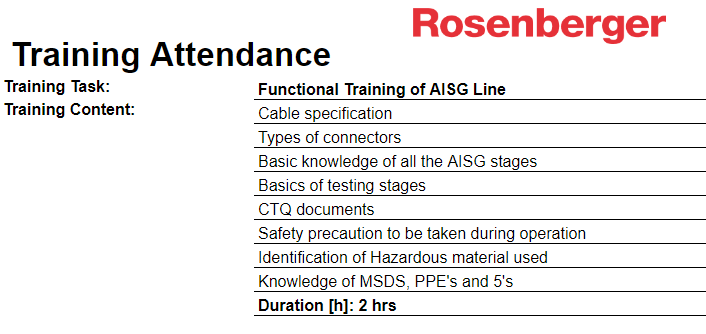 Rosenberger
Training Attendance
Training Task: Functional Training of AISG Line
Training Content: Cable specification
Types of connectors
Basic knowledge of all the AISG stages
Basics of testing stages
CTQ documents
Safety precaution to be taken during operation
Identification of Hazardous material used
Knowledge of MSDS, PPE's and 5's
Duration [h]: 2 hrs